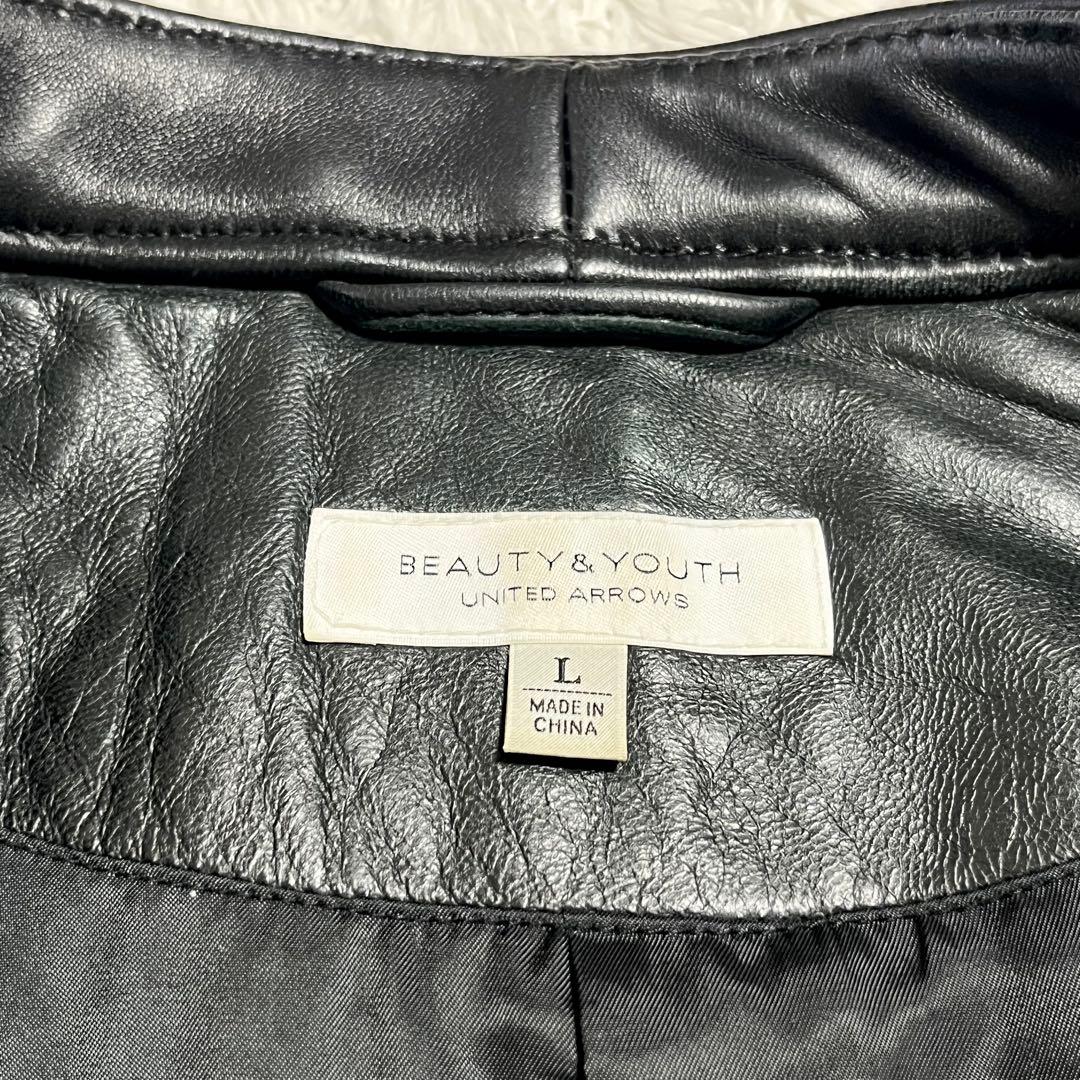 BEAUTY & YOUTH
UNITED ARROWS
L
MADE IN
CHINA